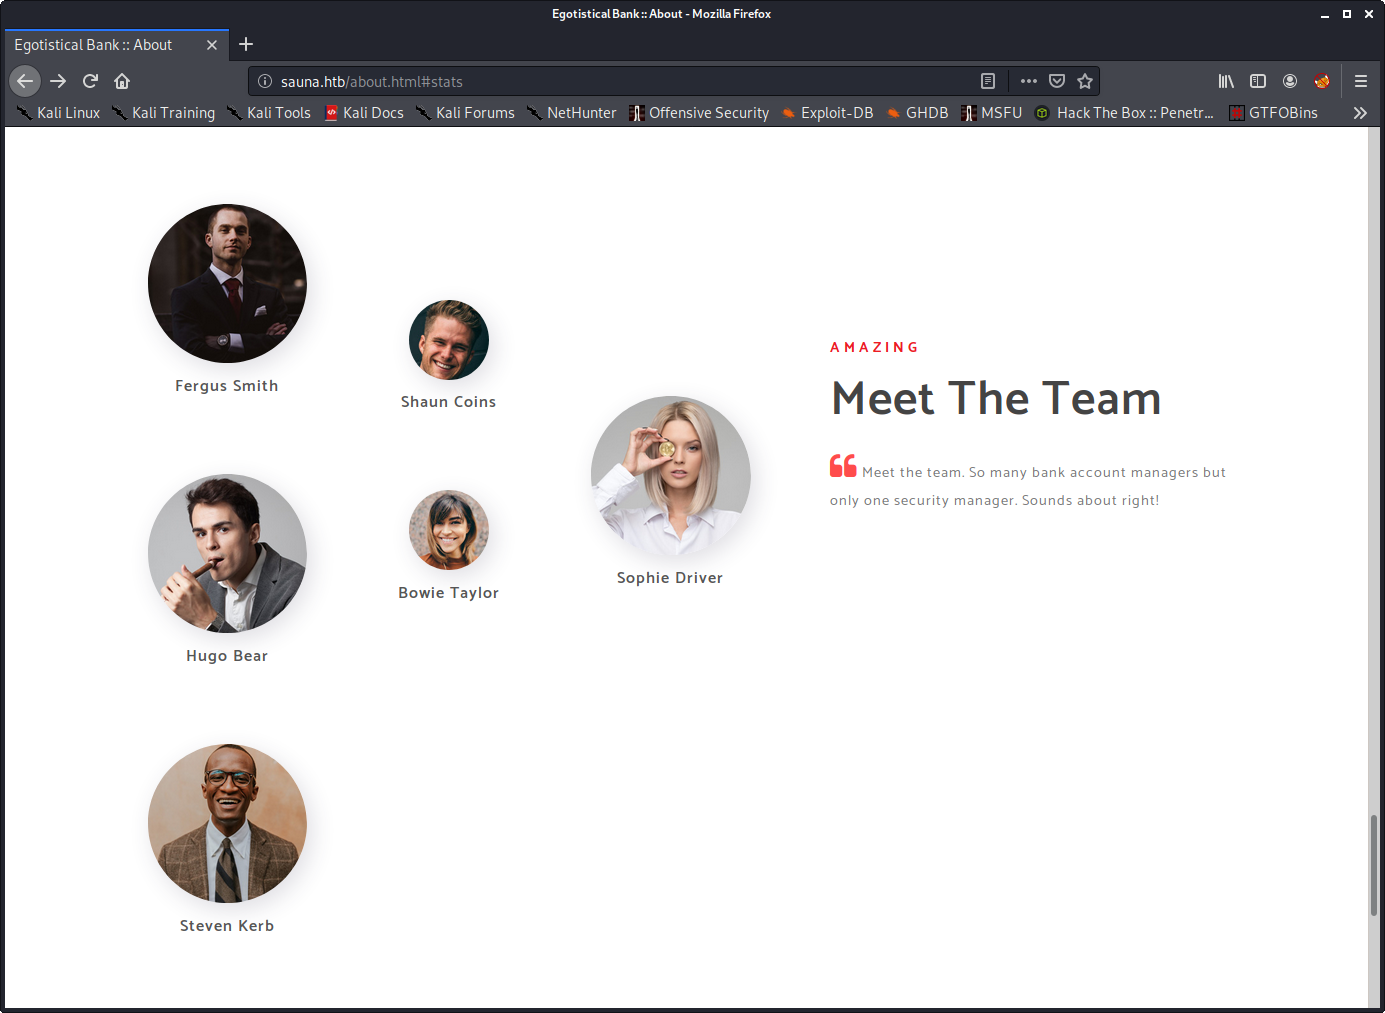 Egotistical Bank :: About - Mozilla Firefox
Egotistical Bank :: About
sauna.htb/about.html#stats
Kali Linux Kali Training Kali Tools Kali Docs Kali Forums NetHunter Offensive Security Exploit-DB GHDB MSFU Hack The Box :: Penetr... GTFOBins
Fergus Smith
Shaun Coins
Hugo Bear
Bowie Taylor
Sophie Driver
Steven Kerb
AMAZING
Meet The Team
“ Meet the team. So many bank account managers but
only one security manager. Sounds about right!